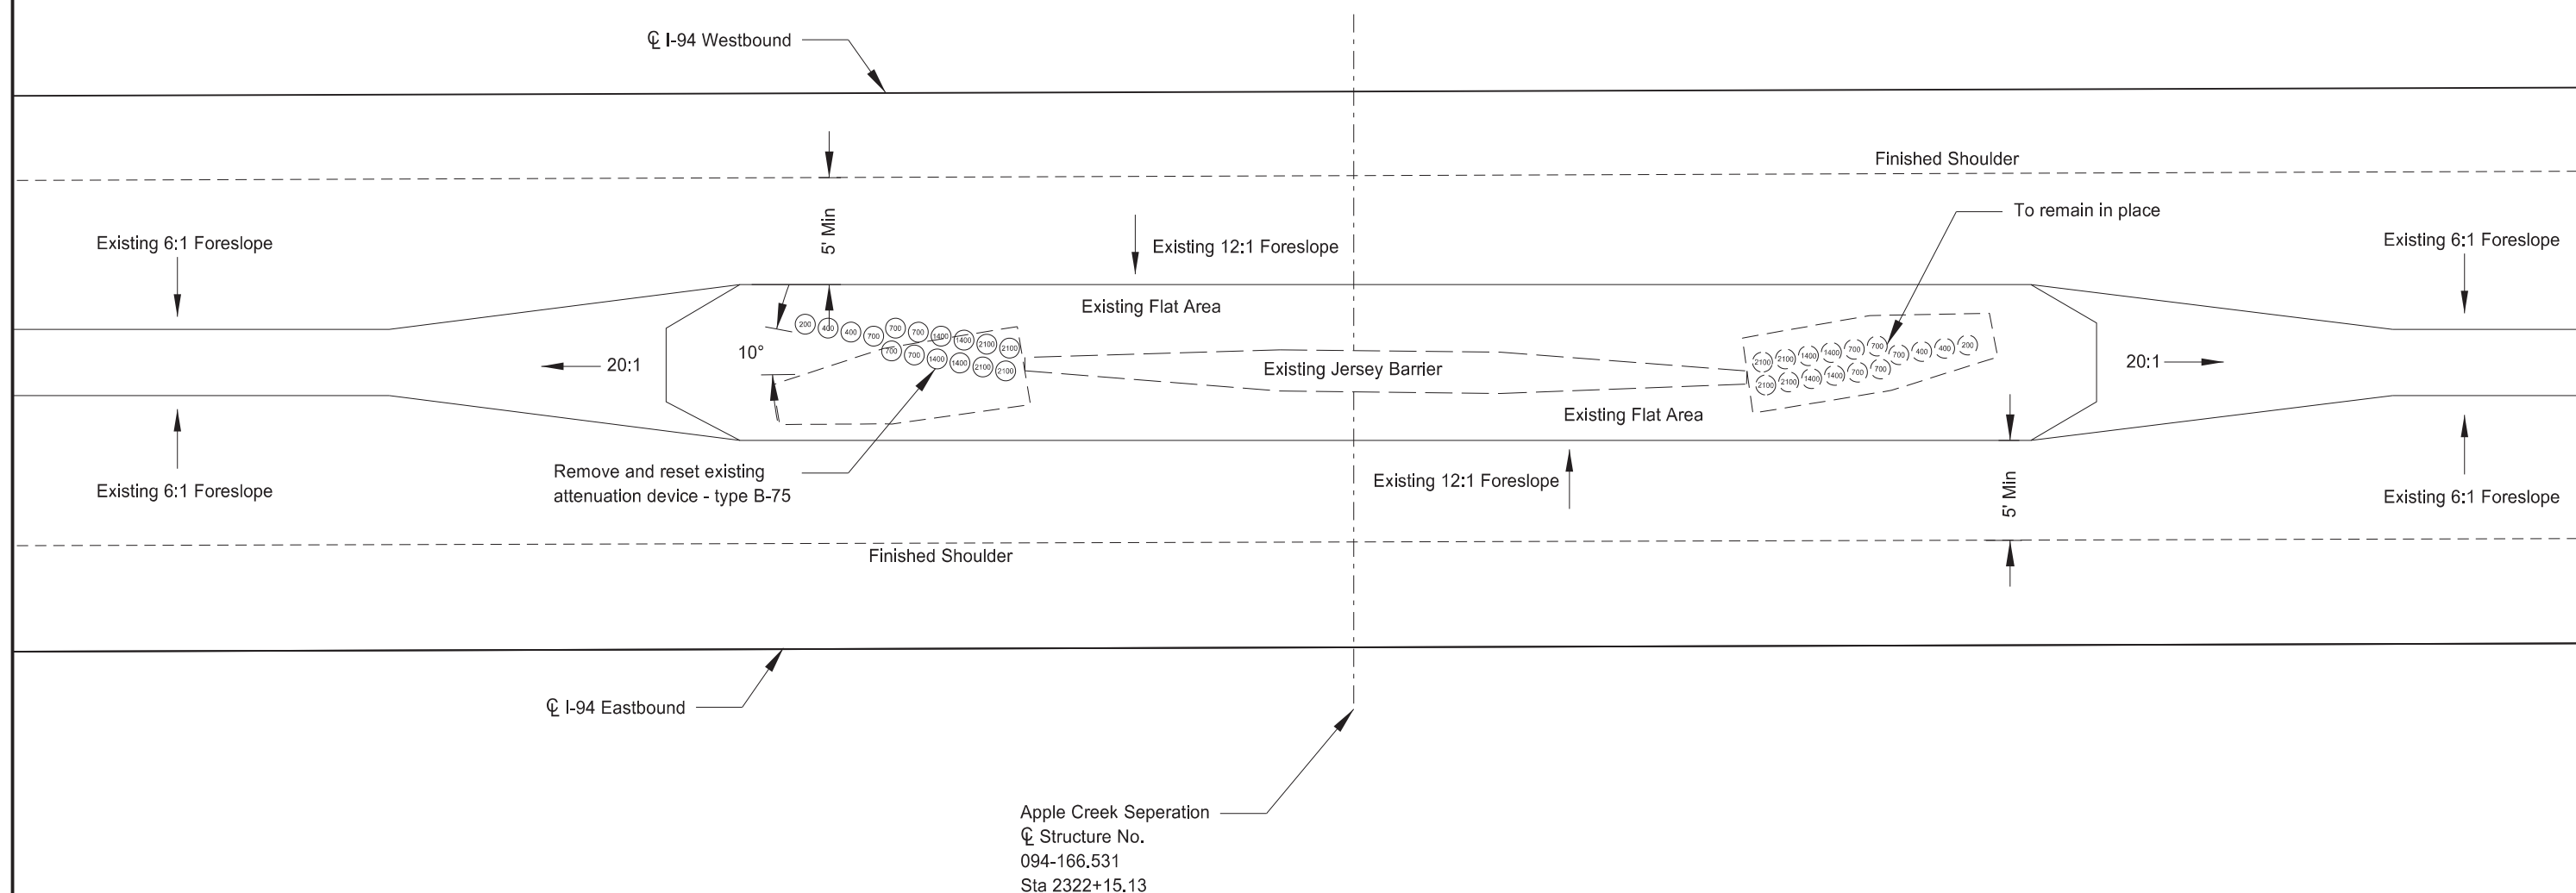 ℄ I-94 Westbound
Finished Shoulder
To remain in place
5' Min
Existing 6:1 Foreslope
Existing 12:1 Foreslope
Existing 6:1 Foreslope
Existing Flat Area
200 400 400 700 700 700 1400 1400 2100 2100
700 700 1400 1400 2100 2100
10°
20:1
Existing Jersey Barrier
2100 2100 1400 1400 700 700 700 400 400 200
2100 2100 1400 1400 700 700
20:1
Existing Flat Area
Remove and reset existing
attenuation device - type B-75
Existing 12:1 Foreslope
5' Min
Existing 6:1 Foreslope
Existing 6:1 Foreslope
Finished Shoulder
℄ I-94 Eastbound
Apple Creek Seperation
℄ Structure No.
094-166.531
Sta 2322+15.13